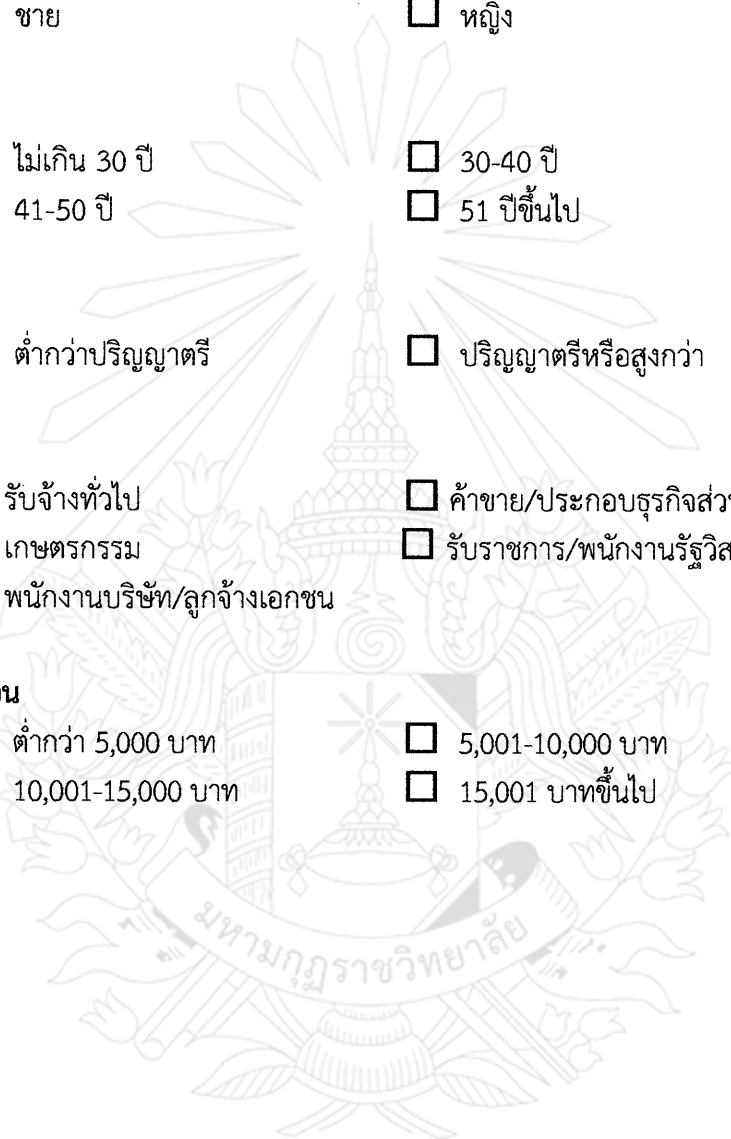 ชาย ☐ หญิง
ไม่เกิน 30 ปี ☐ 30-40 ปี
41-50 ปี ☐ 51 ปีขึ้นไป
ต่ำกว่าปริญญาตรี ☐ ปริญญาตรีหรือสูงกว่า
รับจ้างทั่วไป ☐ ค้าขาย/ประกอบธุรกิจส่ว
เกษตรกรรม ☐ รับราชการ/พนักงานรัฐวิส
พนักงานบริษัท/ลูกจ้างเอกชน
ต่ำกว่า 5,000 บาท ☐ 5,001-10,000 บาท
10,001-15,000 บาท ☐ 15,001 บาทขึ้นไป
มหามกุฏราชวิทยาลัย